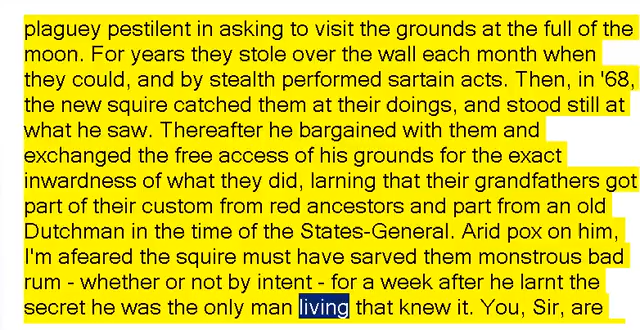 plaguey pestilent in asking to visit the grounds at the full of the
moon. For years they stole over the wall each month when
they could, and by stealth performed sartain acts. Then, in '68,
the new squire catched them at their doings, and stood still at
what he saw. Thereafter he bargained with them and
exchanged the free access of his grounds for the exact
inwardness of what they did, larning that their grandfathers got
part of their custom from red ancestors and part from an old
Dutchman in the time of the States-General. Arid pox on him,
I'm afeared the squire must have sarved them monstrous bad
rum - whether or not by intent - for a week after he larnt the
secret he was the only man living that knew it. You, Sir, are